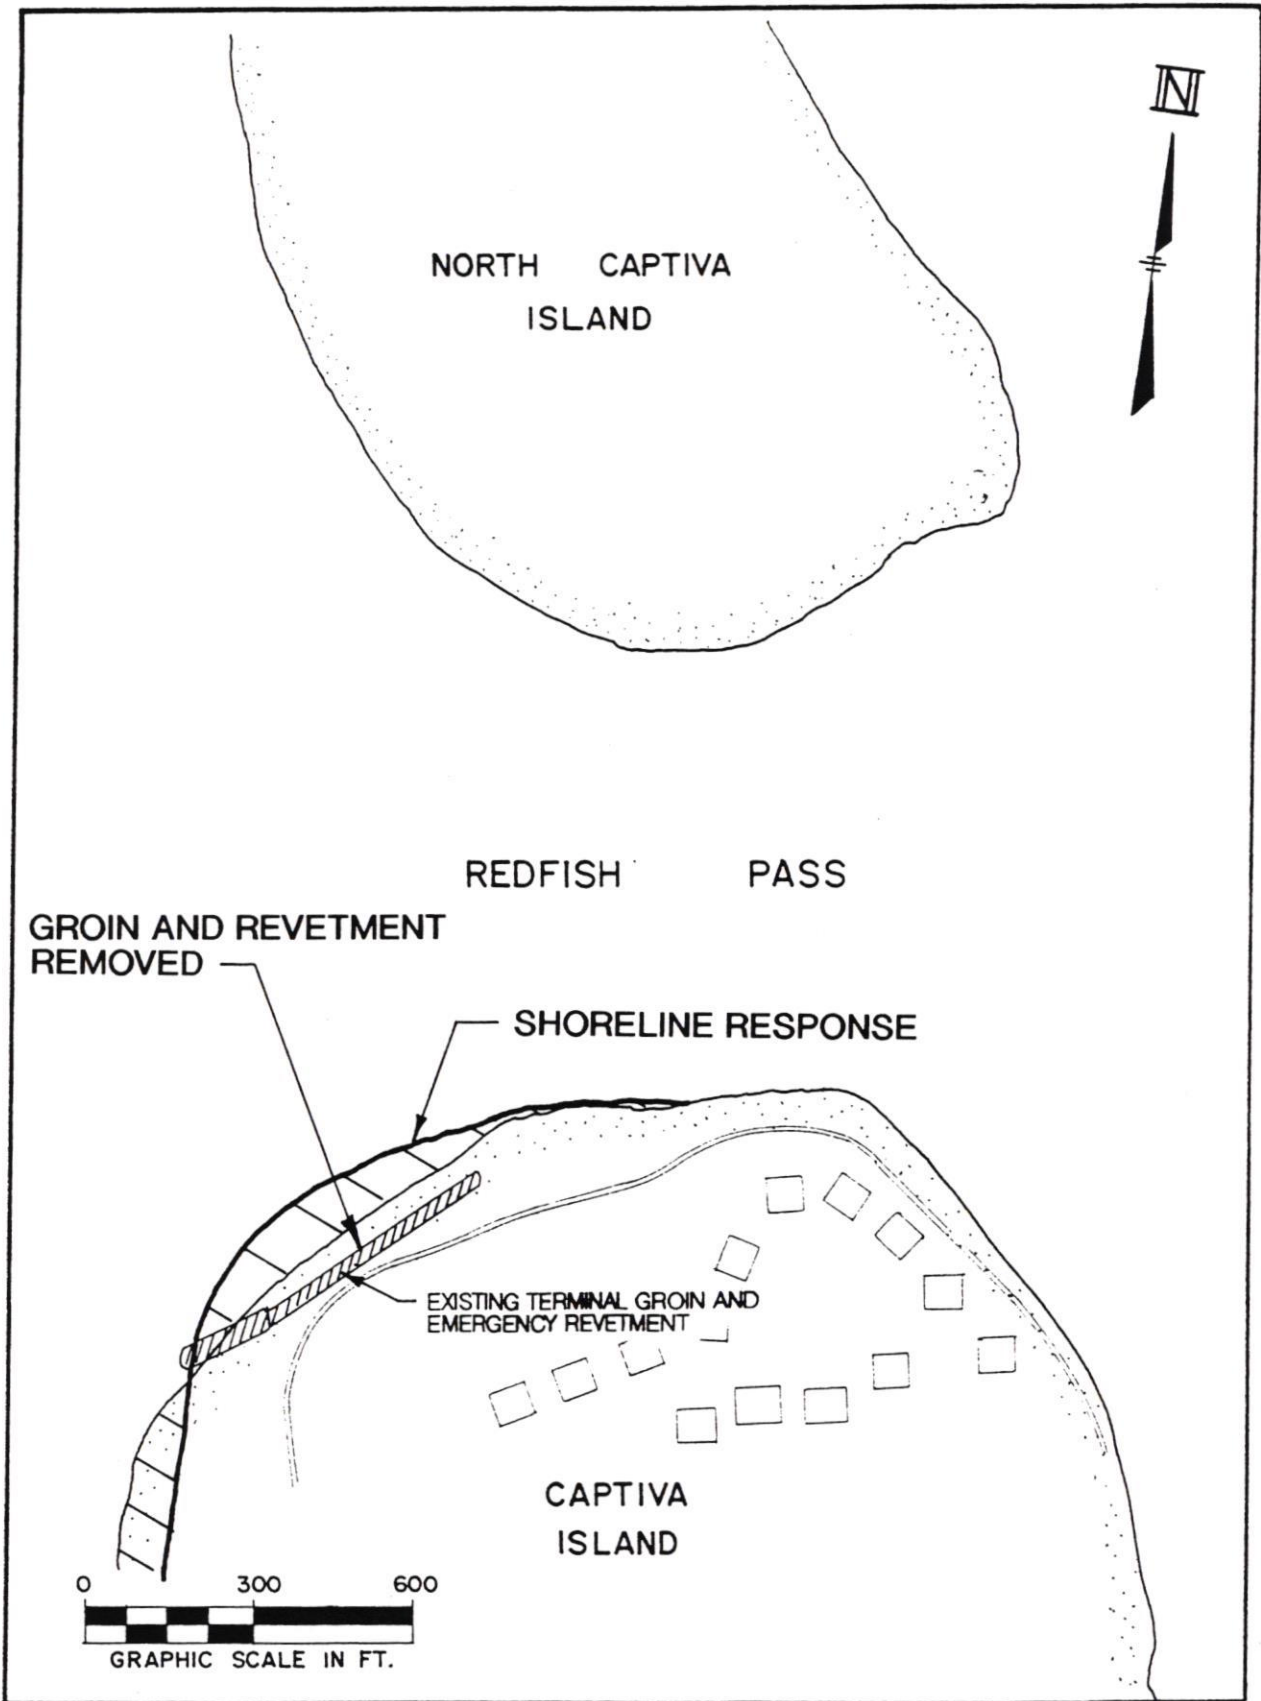 N
NORTH CAPTIVA
ISLAND
REDFISH PASS
GROIN AND REVETMENT
REMOVED
SHORELINE RESPONSE
EXISTING TERMINAL GROIN AND
EMERGENCY REVETMENT
CAPTIVA
ISLAND
0 300 600
GRAPHIC SCALE IN FT.